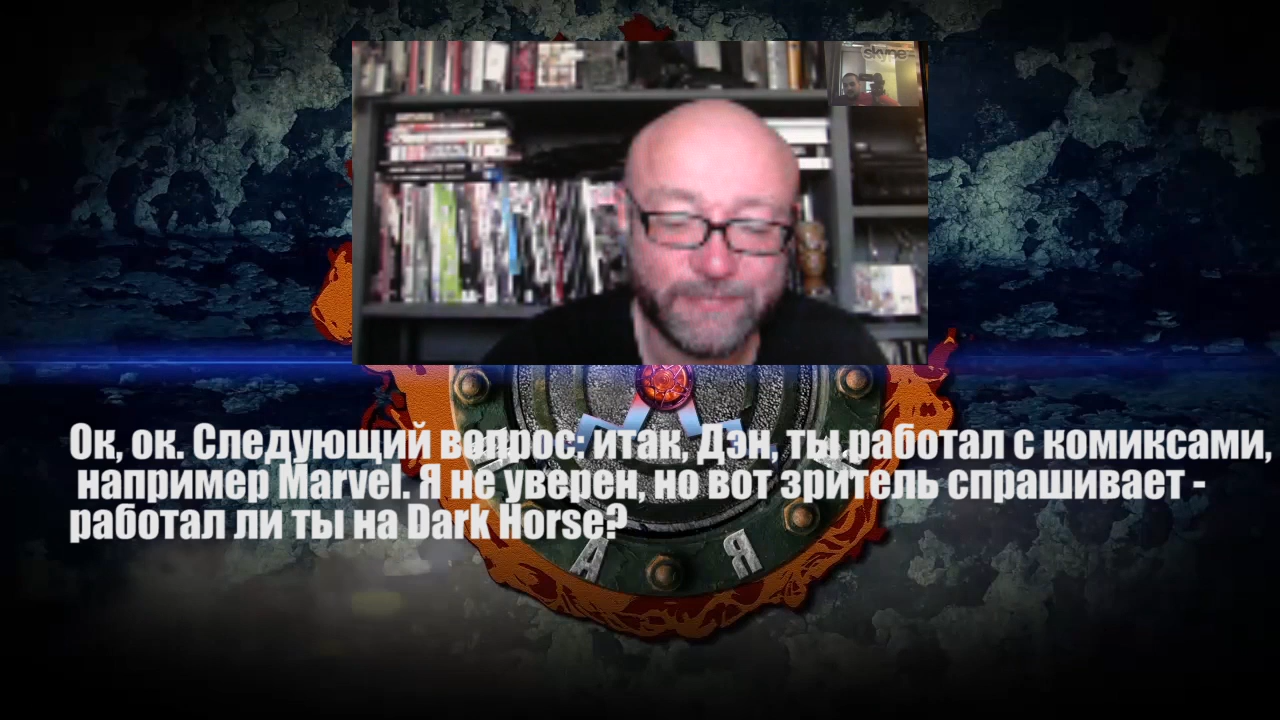 skype
Ок, ок. Следующий вопрос: итак, Дэн, ты работал с комиксами,
например Marvel. Я не уверен, но вот зритель спрашивает -
работал ли ты на Dark Horse?